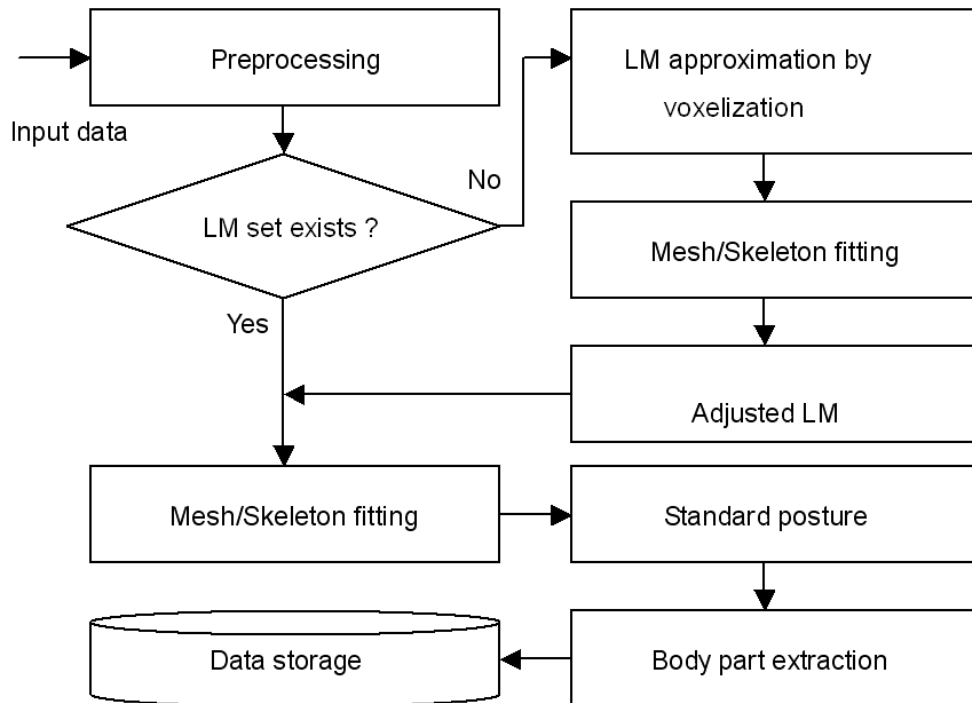 Preprocessing
Input data
LM set exists ?
No
Yes
LM approximation by
voxelization
Mesh/Skeleton fitting
Adjusted LM
Mesh/Skeleton fitting
Standard posture
Body part extraction
Data storage